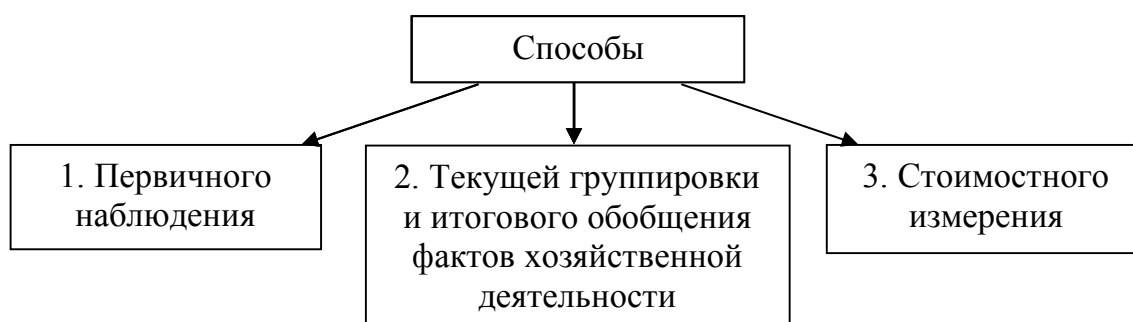 Способы
1. Первичного
наблюдения
2. Текущей группировки
и итогового обобщения
фактов хозяйственной
деятельности
3. Стоимостного
измерения